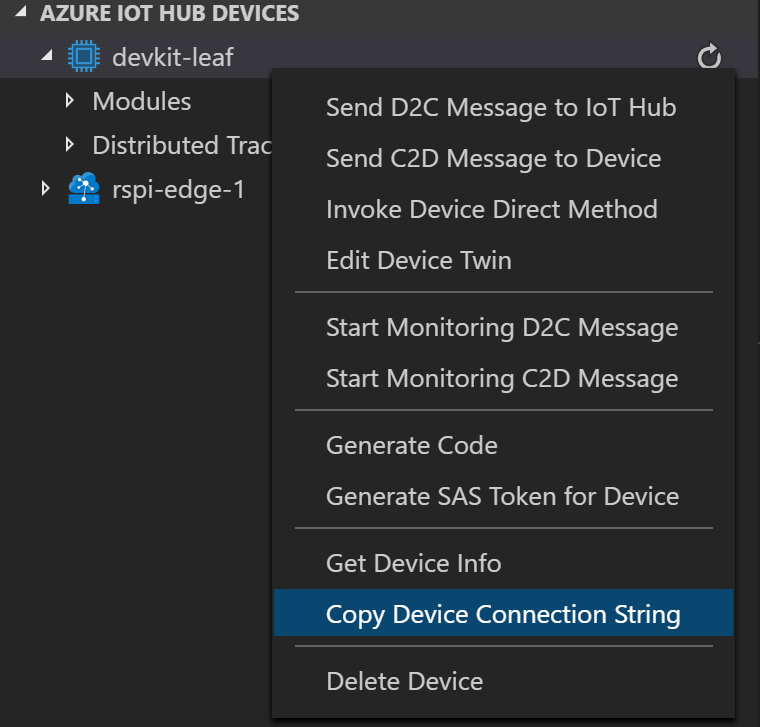 AZURE IOT HUB DEVICES
devkit-leaf
Modules
Distributed Trac
rspi-edge-1
Send D2C Message to IoT Hub
Send C2D Message to Device
Invoke Device Direct Method
Edit Device Twin
Start Monitoring D2C Message
Start Monitoring C2D Message
Generate Code
Generate SAS Token for Device
Get Device Info
Copy Device Connection String
Delete Device